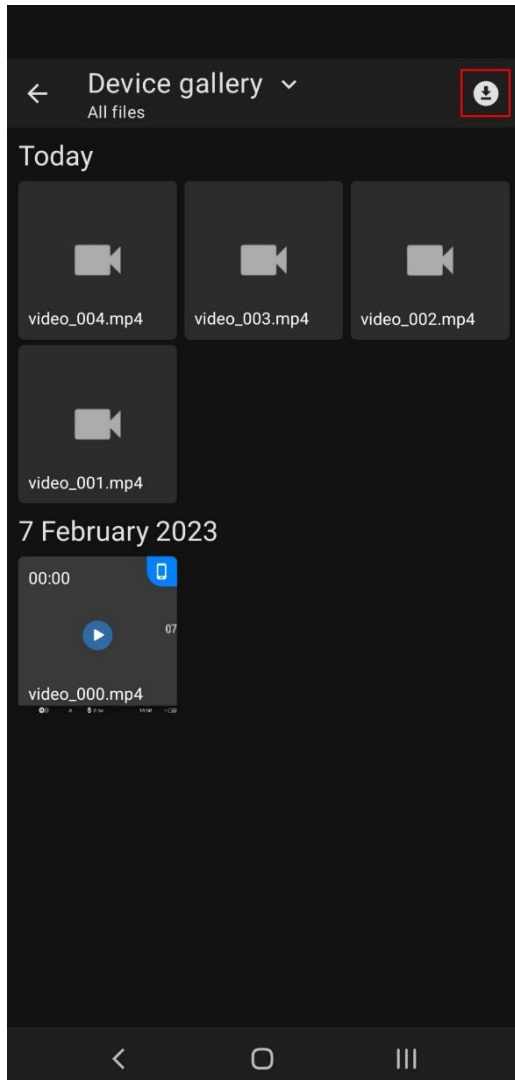 Device gallery
All files
Today
video_004.mp4 video_003.mp4 video_002.mp4
video_001.mp4
7 February 2023
00:00
07
video_000.mp4